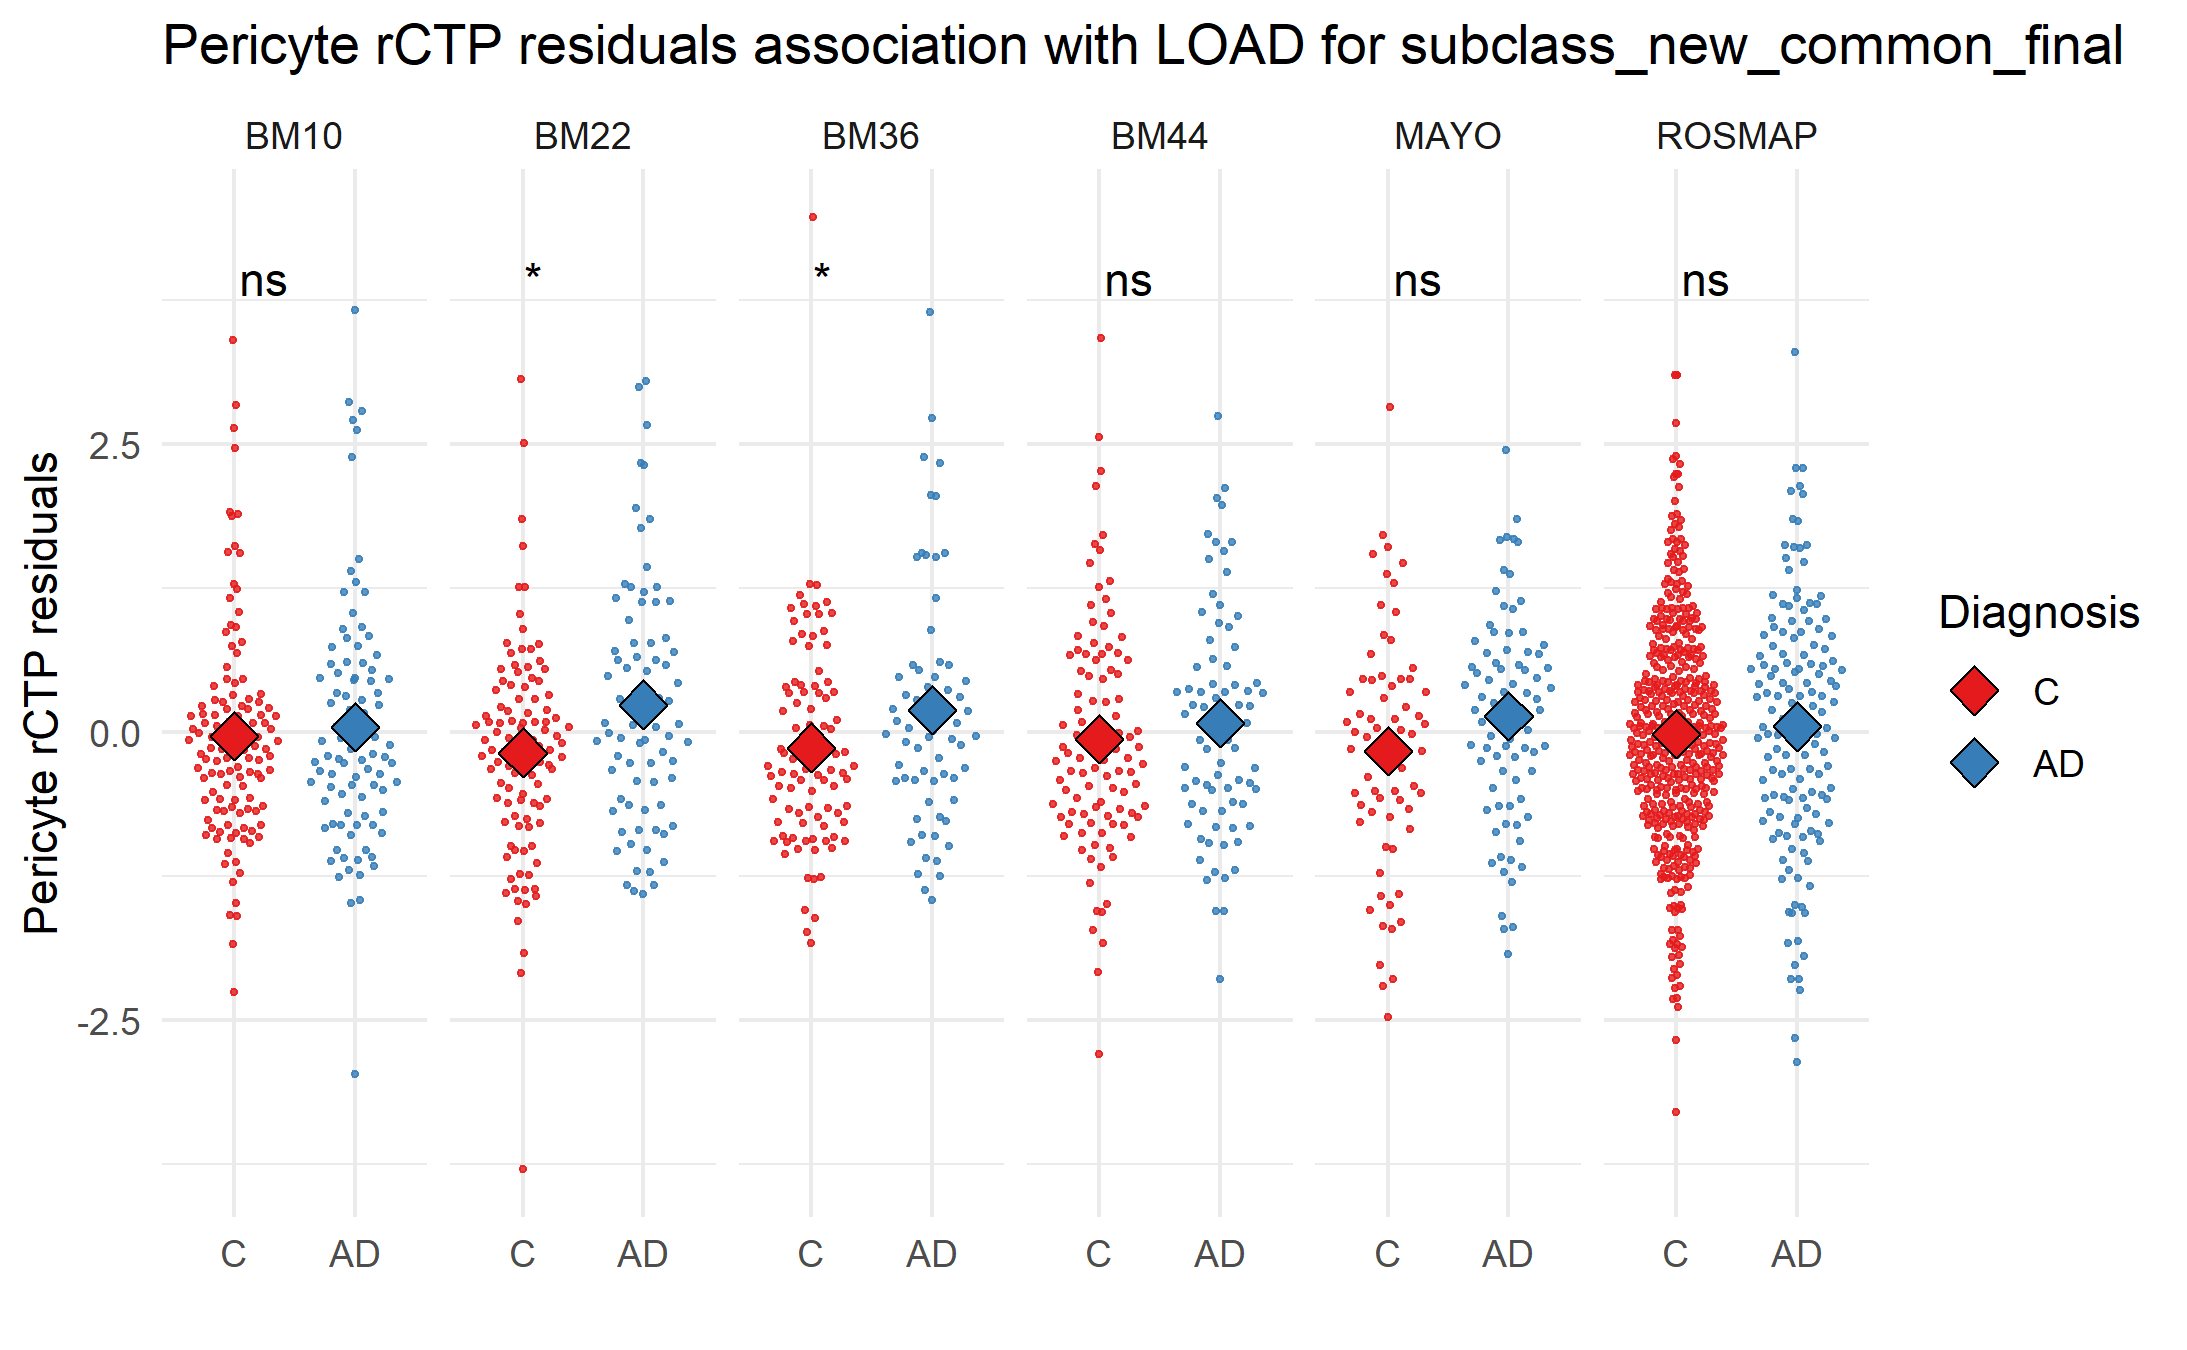 Pericyte rCTP residuals association with LOAD for subclass_new_common_final
BM10 BM22 BM36 BM44 MAYO ROSMAP
ns * * ns ns ns
2.5
0.0
-2.5
Pericyte rCTP residuals
C AD C AD C AD C AD C AD C AD
Diagnosis
C
AD